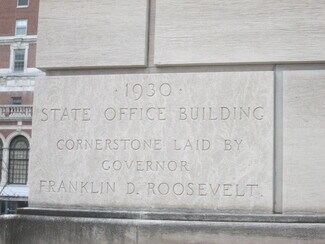 · 1930 ·
STATE OFFICE BUILDING
CORNERSTONE LAID BY
GOVERNOR
FRANKLIN D. ROOSEVELT.